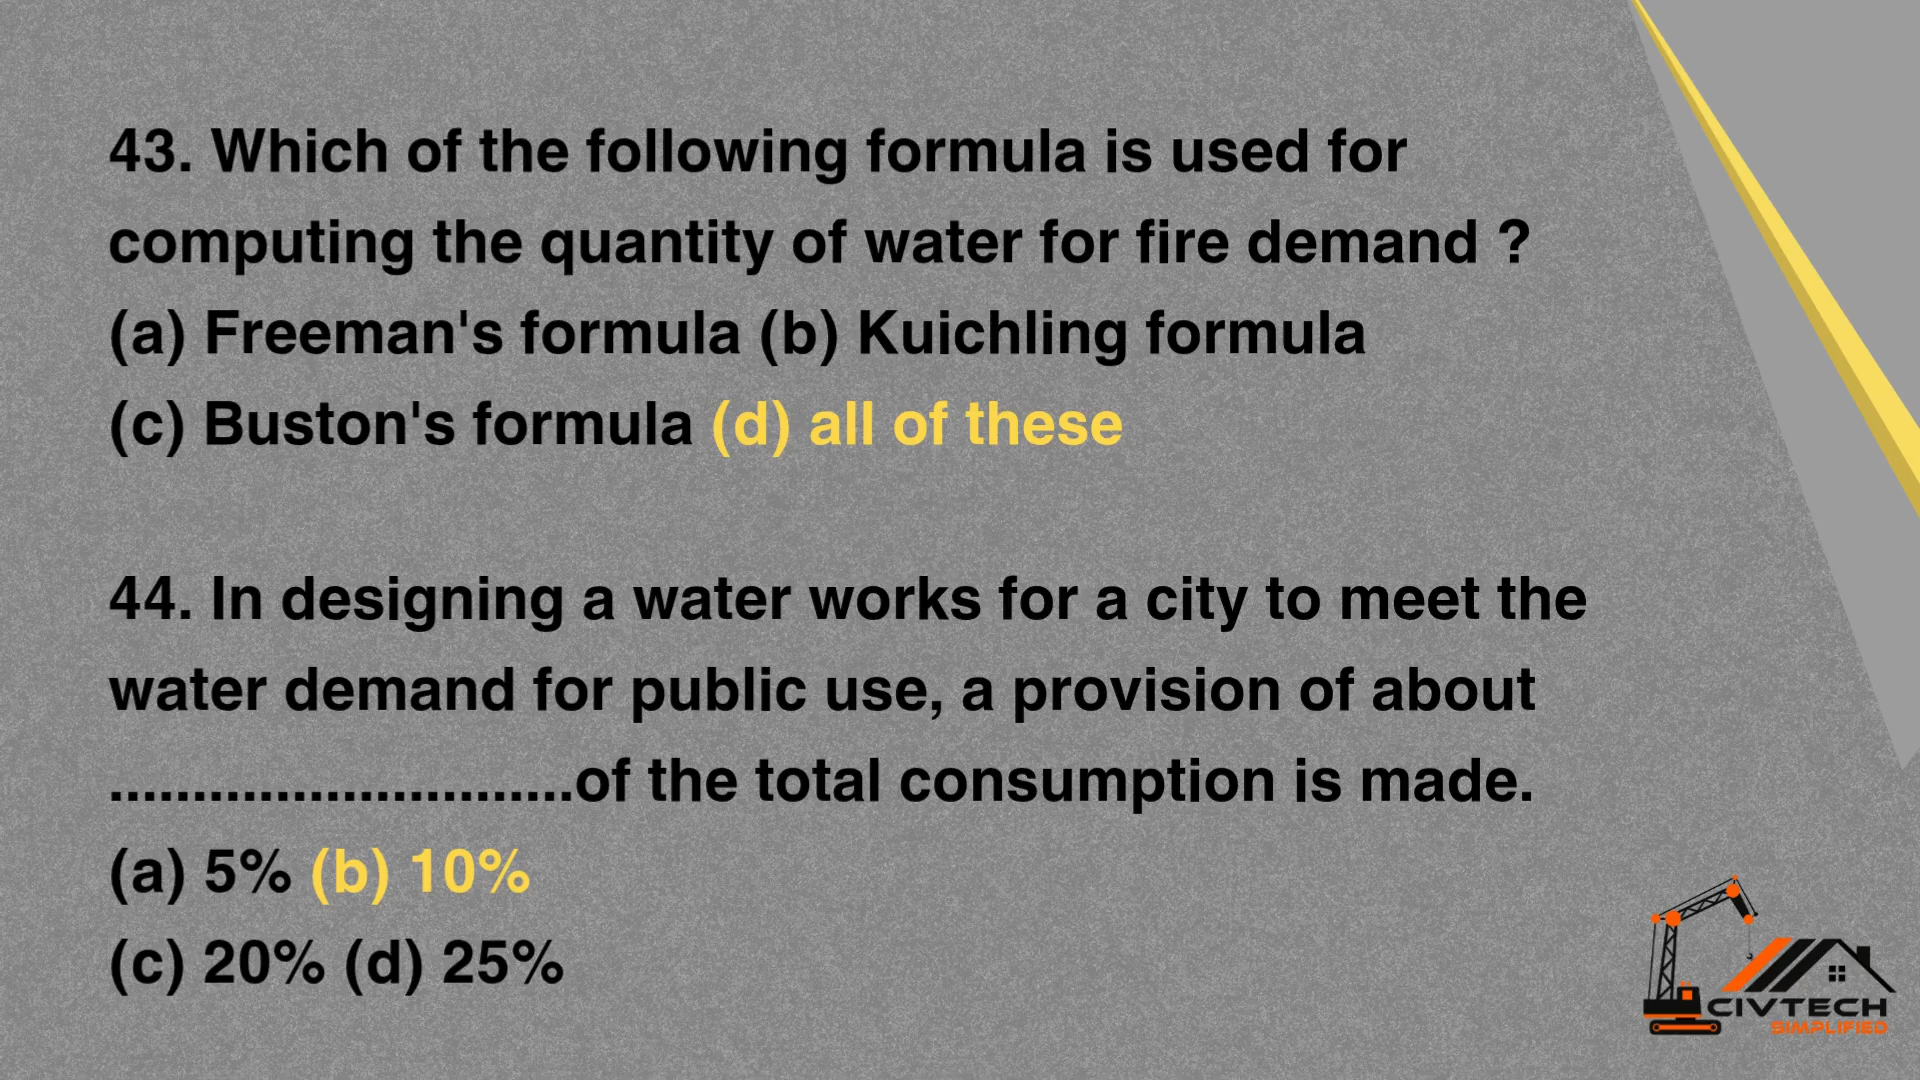 43. Which of the following formula is used for
computing the quantity of water for fire demand ?
(a) Freeman's formula (b) Kuichling formula
(c) Buston's formula (d) all of these
44. In designing a water works for a city to meet the
water demand for public use, a provision of about
............................of the total consumption is made.
(a) 5% (b) 10%
(c) 20% (d) 25%
CIVTECH
SIMPLIFIED